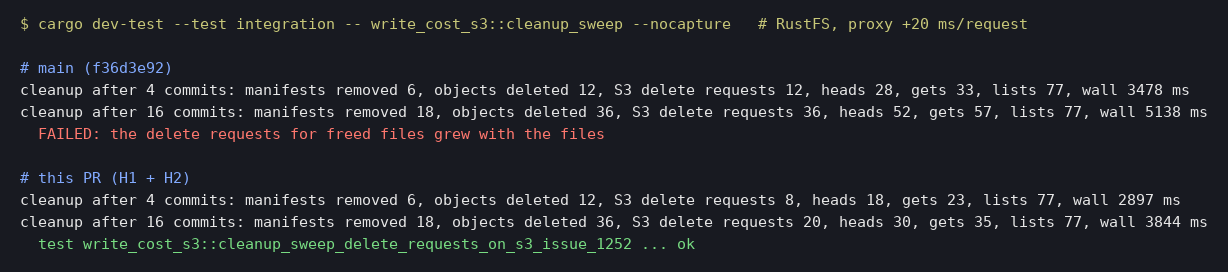 $ cargo dev-test --test integration -- write_cost_s3::cleanup_sweep --nocapture   # RustFS, proxy +20 ms/request
# main (f36d3e92)
cleanup after 4 commits: manifests removed 6, objects deleted 12, S3 delete requests 12, heads 28, gets 33, lists 77, wall 3478 ms
cleanup after 16 commits: manifests removed 18, objects deleted 36, S3 delete requests 36, heads 52, gets 57, lists 77, wall 5138 ms
  FAILED: the delete requests for freed files grew with the files
# this PR (H1 + H2)
cleanup after 4 commits: manifests removed 6, objects deleted 12, S3 delete requests 8, heads 18, gets 23, lists 77, wall 2897 ms
cleanup after 16 commits: manifests removed 18, objects deleted 36, S3 delete requests 20, heads 30, gets 35, lists 77, wall 3844 ms
  test write_cost_s3::cleanup_sweep_delete_requests_on_s3_issue_1252 ... ok